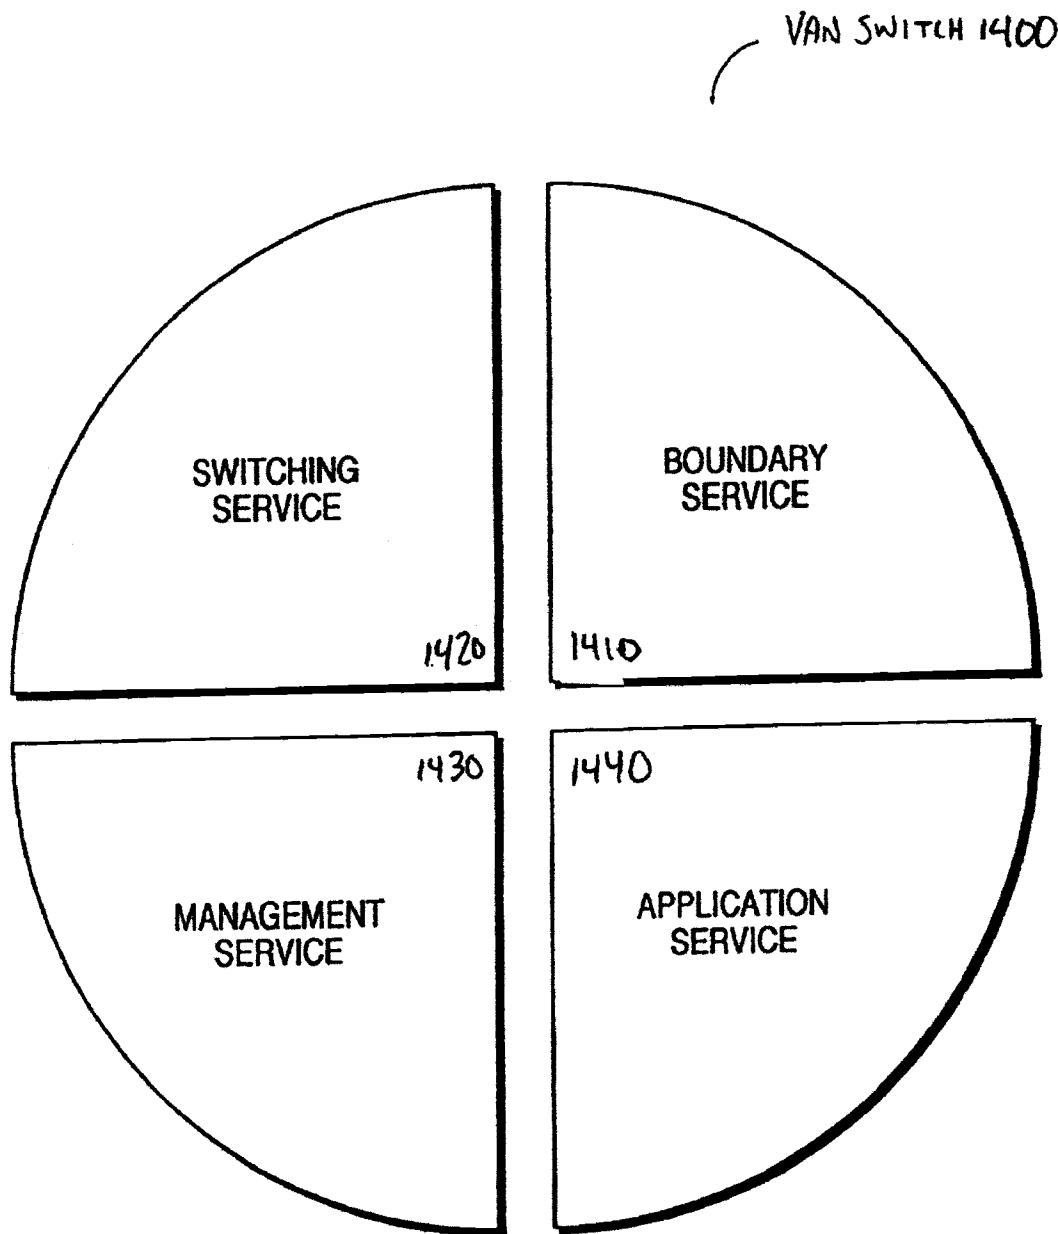 VAN SWITCH 1400
SWITCHING
SERVICE
1420
BOUNDARY
SERVICE
1410
MANAGEMENT
SERVICE
1430
APPLICATION
SERVICE
1440